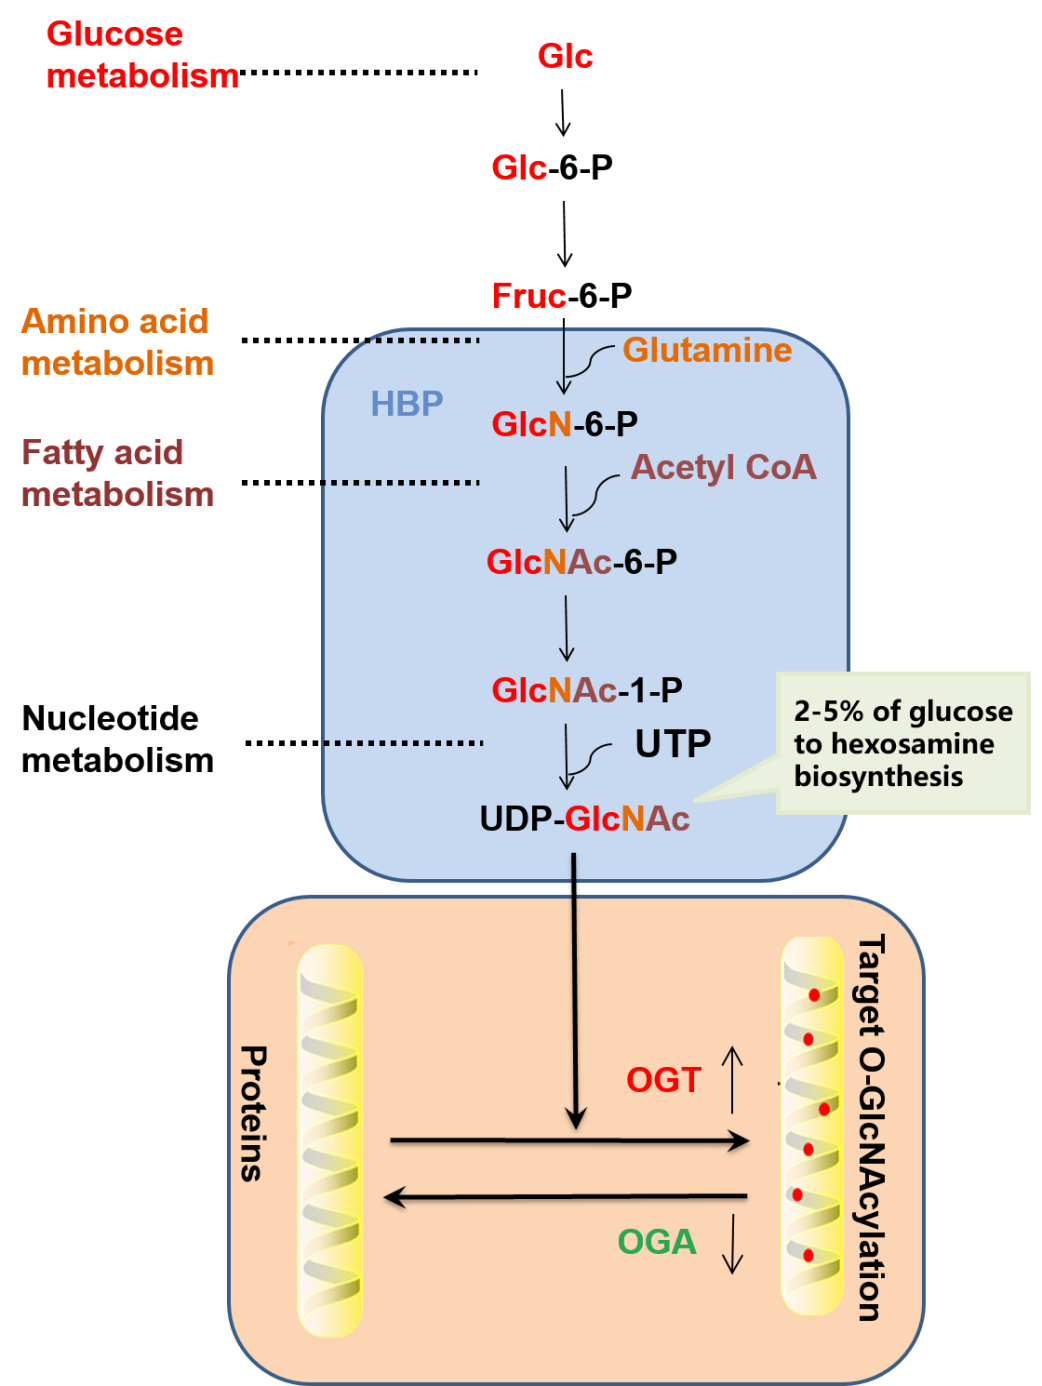 Glucose
metabolism
Glc
Glc-6-P
Fruc-6-P
Amino acid
metabolism
Glutamine
HBP
GlcN-6-P
Fatty acid
metabolism
Acetyl CoA
GlcNAc-6-P
GlcNAc-1-P
Nucleotide
metabolism
UTP
2-5% of glucose
to hexosamine
biosynthesis
UDP-GlcNAc
Proteins
OGT
OGA
Target O-GlcNAcylation